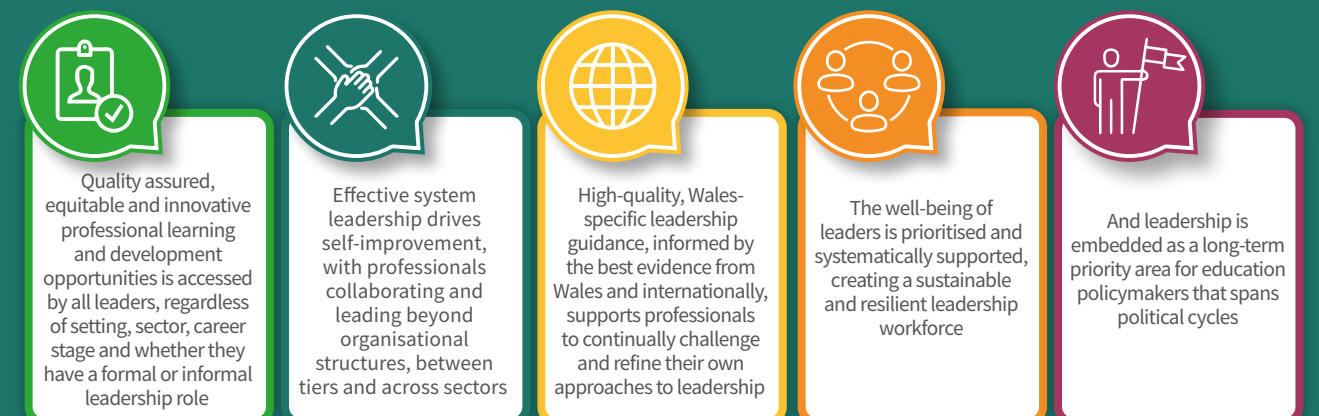 Quality assured,
equitable and innovative
professional learning
and development
opportunities is accessed
by all leaders, regardless
of setting, sector, career
stage and whether they
have a formal or informal
leadership role
Effective system
leadership drives
self-improvement,
with professionals
collaborating and
leading beyond
organisational
structures, between
tiers and across sectors
High-quality, Wales-
specific leadership
guidance, informed by
the best evidence from
Wales and internationally,
supports professionals
to continually challenge
and refine their own
approaches to leadership
The well-being of
leaders is prioritised and
systematically supported,
creating a sustainable
and resilient leadership
workforce
And leadership is
embedded as a long-term
priority area for education
policymakers that spans
political cycles